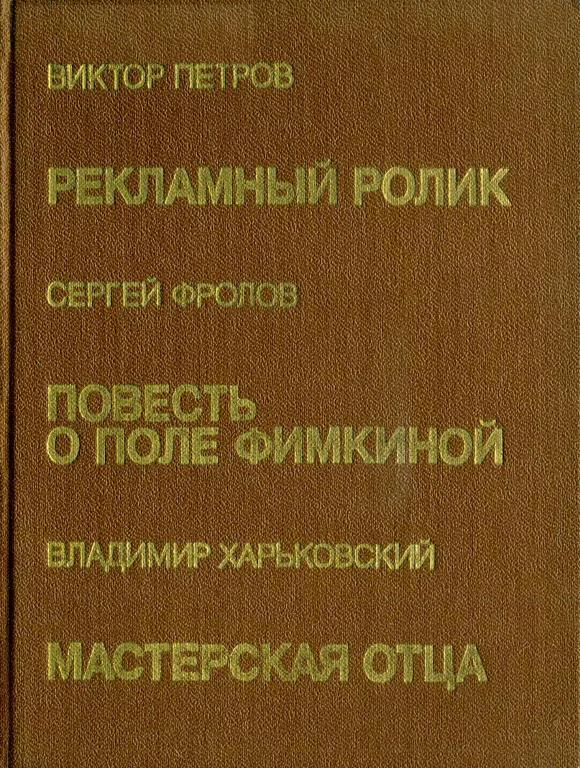 ВИКТОР ПЕТРОВ
РЕКЛАМНЫЙ РОЛИК
СЕРГЕЙ ФРОЛОВ
ПОВЕСТЬ
О ПОЛЕ ФИМКИНОЙ
ВЛАДИМИР ХАРЬКОВСКИЙ
МАСТЕРСКАЯ ОТЦА